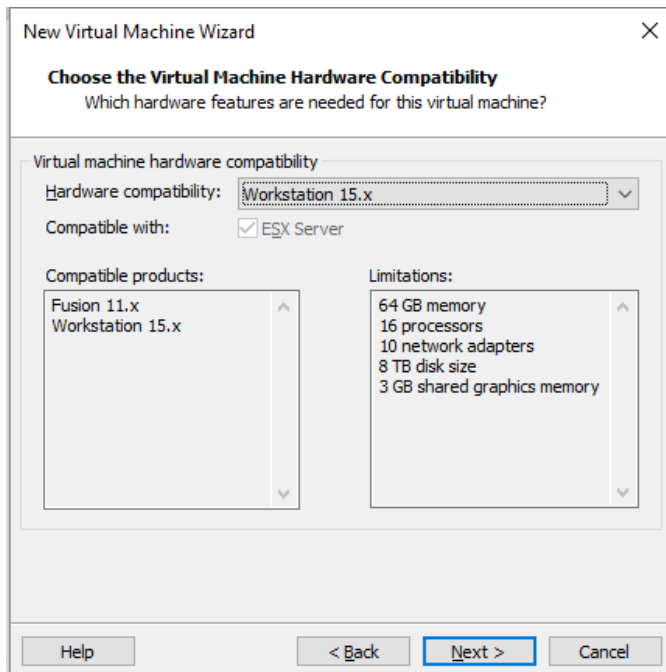 New Virtual Machine Wizard
Choose the Virtual Machine Hardware Compatibility
Which hardware features are needed for this virtual machine?
Virtual machine hardware compatibility
Hardware compatibility: Workstation 15.x
Compatible with: ESX Server
Compatible products:
Fusion 11.x
Workstation 15.x
Limitations:
64 GB memory
16 processors
10 network adapters
8 TB disk size
3 GB shared graphics memory
Help < Back Next > Cancel